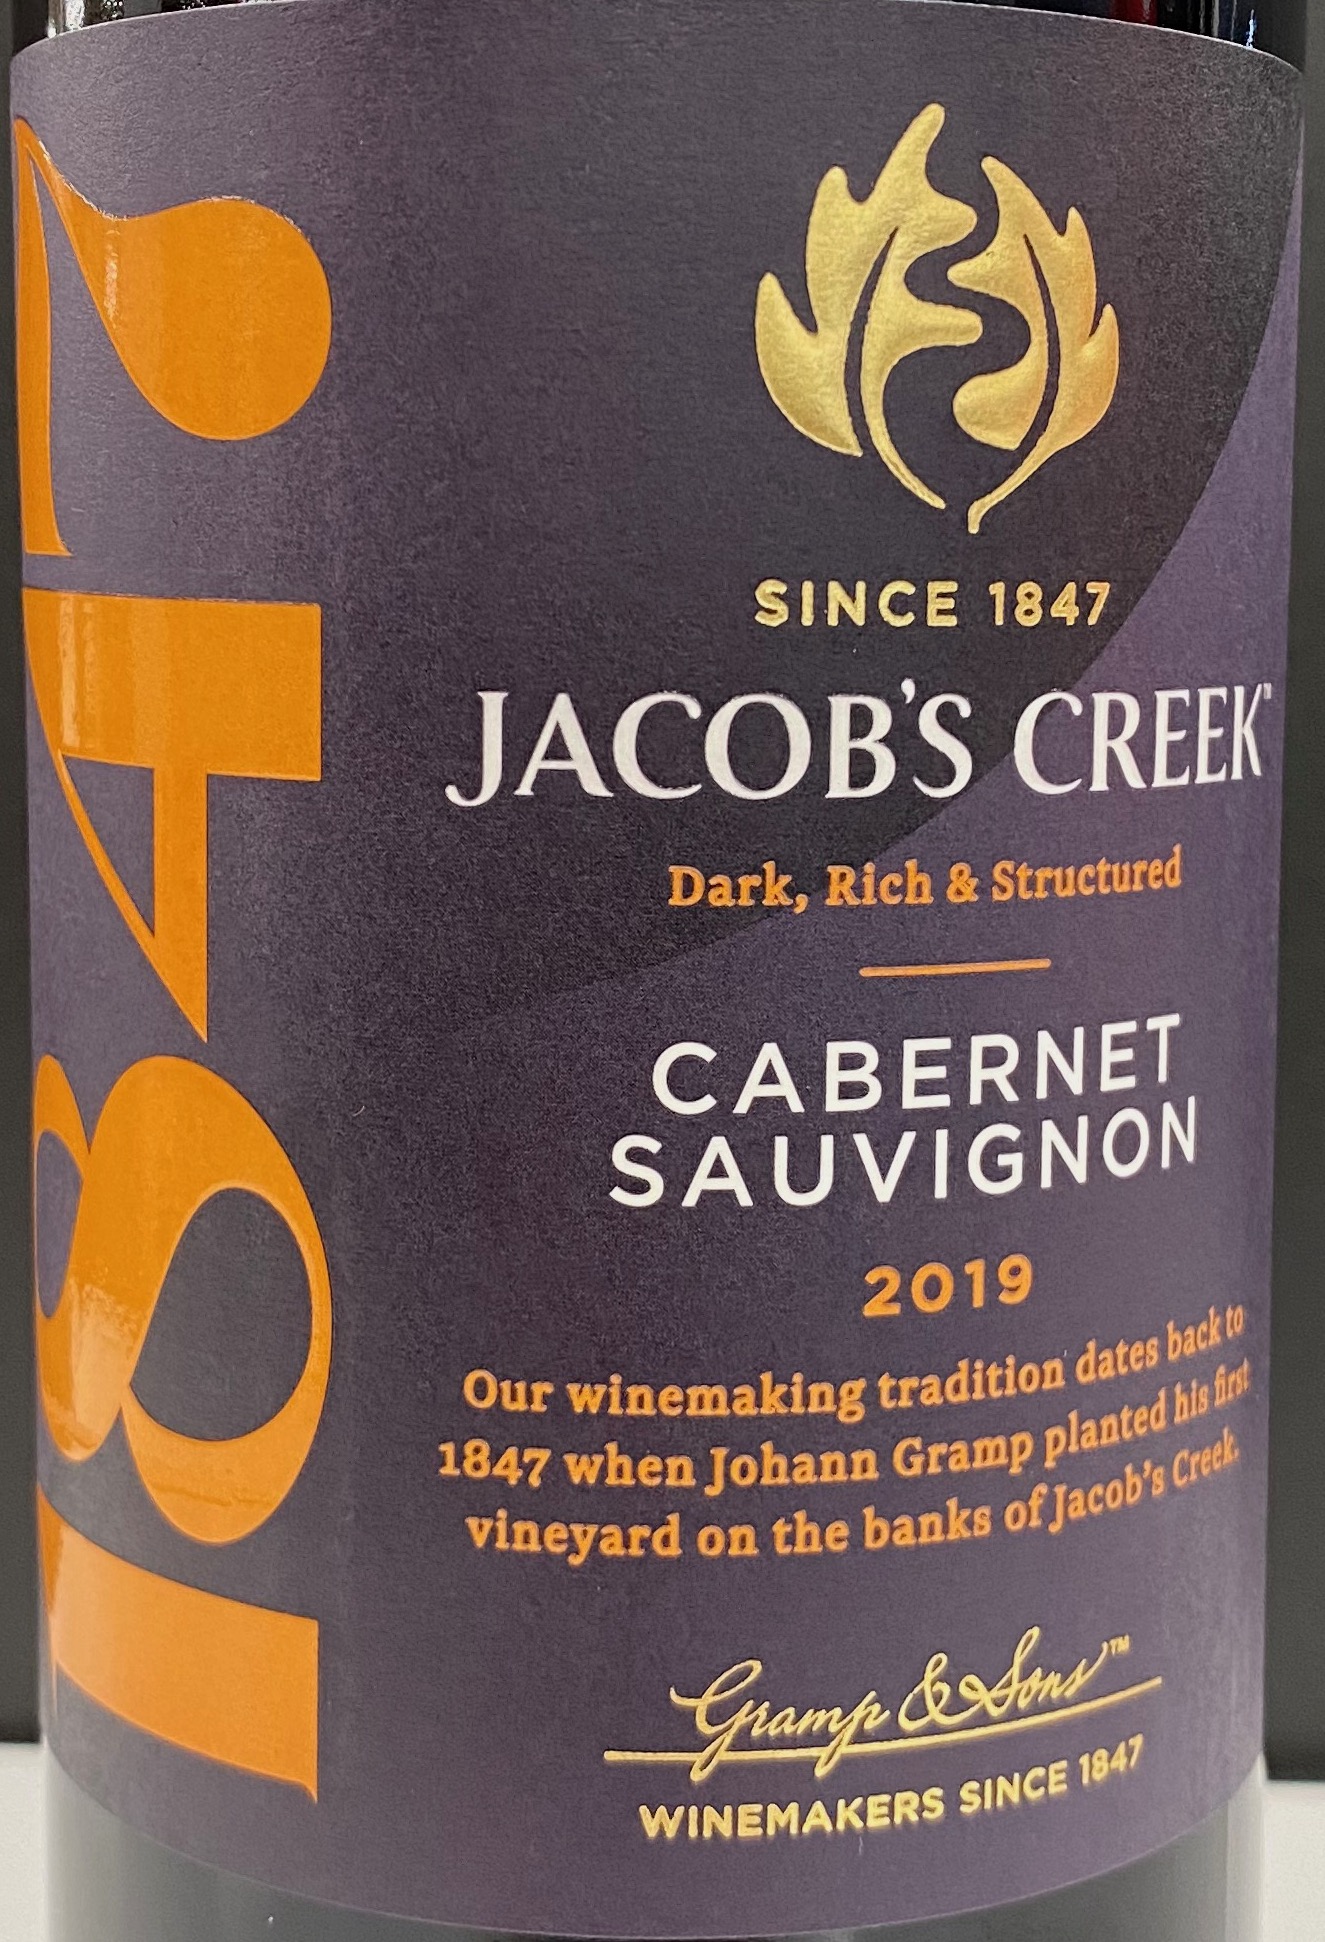 1847
SINCE 1847
JACOB'S CREEK™
Dark, Rich & Structured
CABERNET
SAUVIGNON
2019
Our winemaking tradition dates back to
1847 when Johann Gramp planted his first
vineyard on the banks of Jacob's Creek.
Gramp & Sons™
WINEMAKERS SINCE 1847